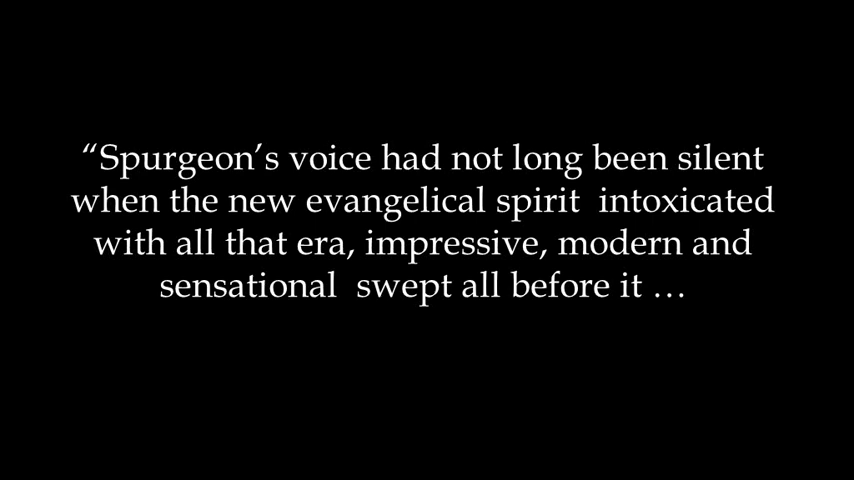 “Spurgeon’s voice had not long been silent
when the new evangelical spirit  intoxicated
with all that era, impressive, modern and
sensational  swept all before it …